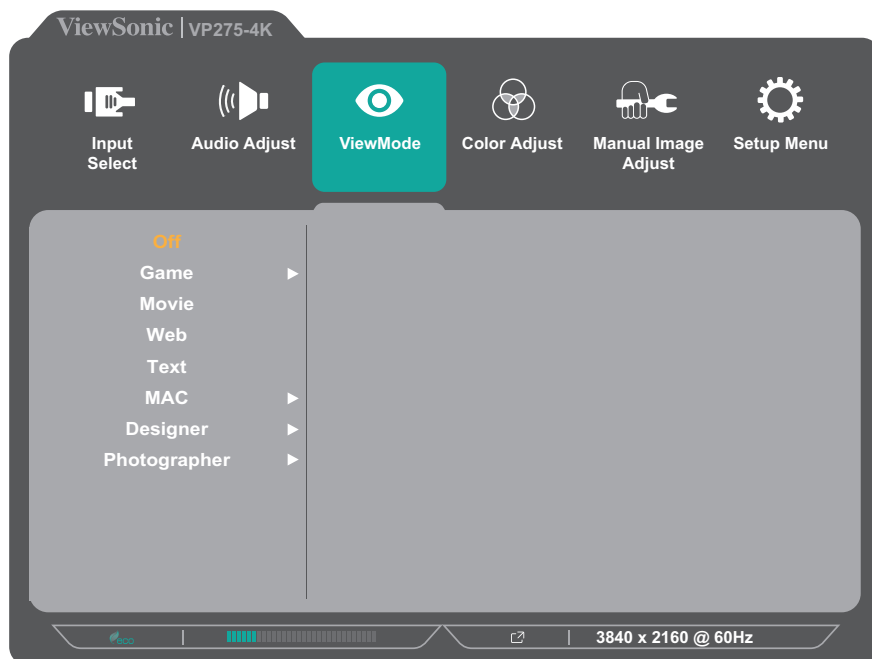 ViewSonic | VP275-4K
Input Select
Audio Adjust
ViewMode
Color Adjust
Manual Image Adjust
Setup Menu
Off
Game
Movie
Web
Text
MAC
Designer
Photographer
eco
3840 x 2160 @ 60Hz